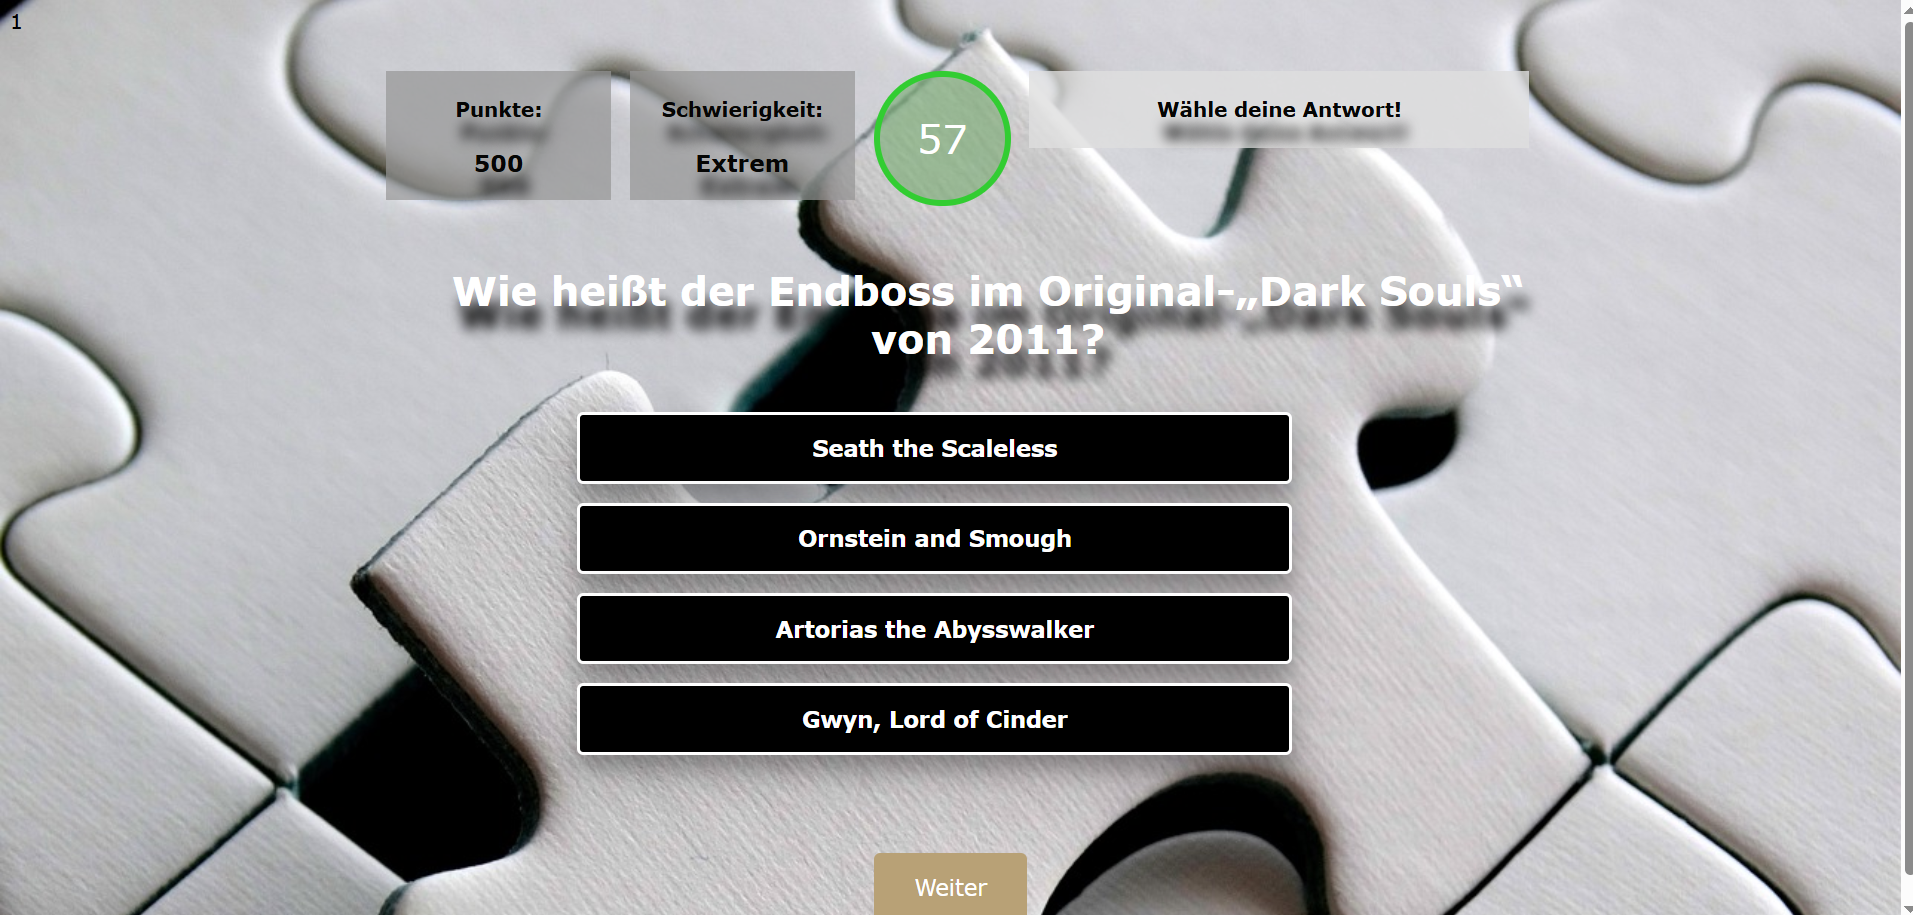 1
Punkte:
500
Schwierigkeit:
Extrem
57
Wähle deine Antwort!
Wie heißt der Endboss im Original-„Dark Souls“
von 2011?
Seath the Scaleless
Ornstein and Smough
Artorias the Abysswalker
Gwyn, Lord of Cinder
Weiter